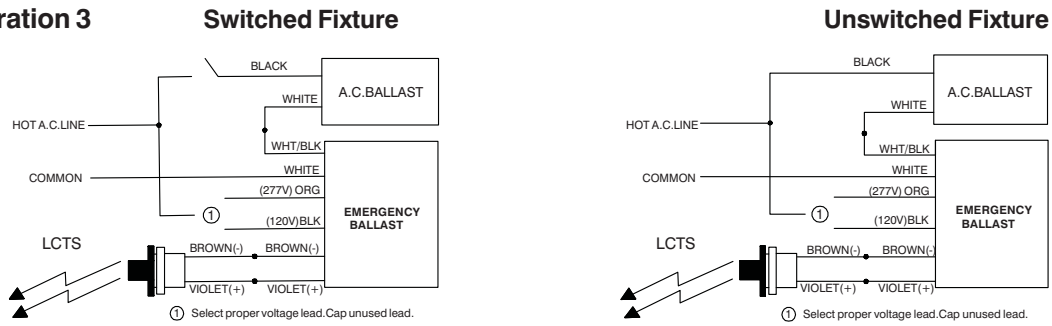 ration 3
Switched Fixture
BLACK
A.C.BALLAST
WHITE
HOT A.C.LINE
WHT/BLK
COMMON
WHITE
(277V) ORG
1
EMERGENCY
BALLAST
(120V)BLK
LCTS
BROWN(-) BROWN(-)
VIOLET(+) VIOLET(+)
1 Select proper voltage lead.Cap unused lead.
Unswitched Fixture
BLACK
A.C.BALLAST
WHITE
HOT A.C.LINE
WHT/BLK
COMMON
WHITE
(277V) ORG
1
EMERGENCY
BALLAST
(120V)BLK
LCTS
BROWN(-) BROWN(-)
VIOLET(+) VIOLET(+)
1 Select proper voltage lead.Cap unused lead.